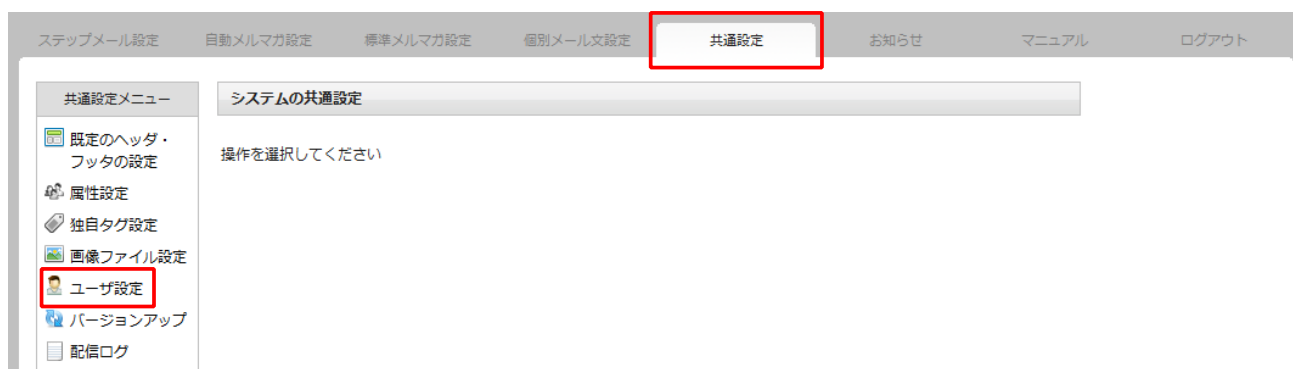 ステップメール設定 自動メルマガ設定 標準メルマガ設定 個別メール文設定 共通設定 お知らせ マニュアル ログアウト
共通設定メニュー
システムの共通設定
既定のヘッダ・
フッタの設定
属性設定
独自タグ設定
画像ファイル設定
ユーザ設定
バージョンアップ
配信ログ
操作を選択してください